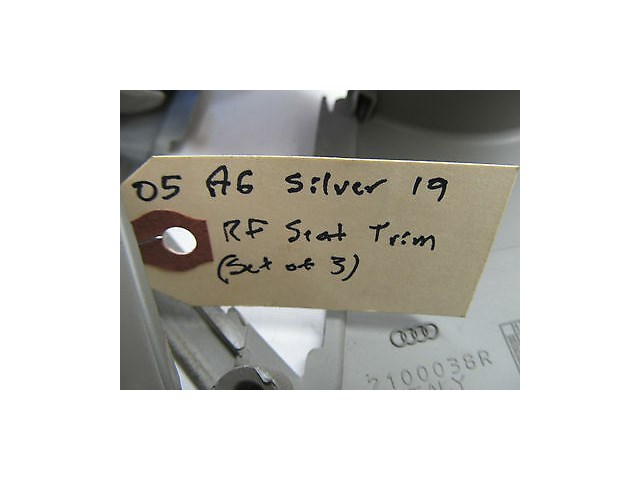 05 A6 Silver 19
RF Seat Trim
(Set of 3)
2100038R